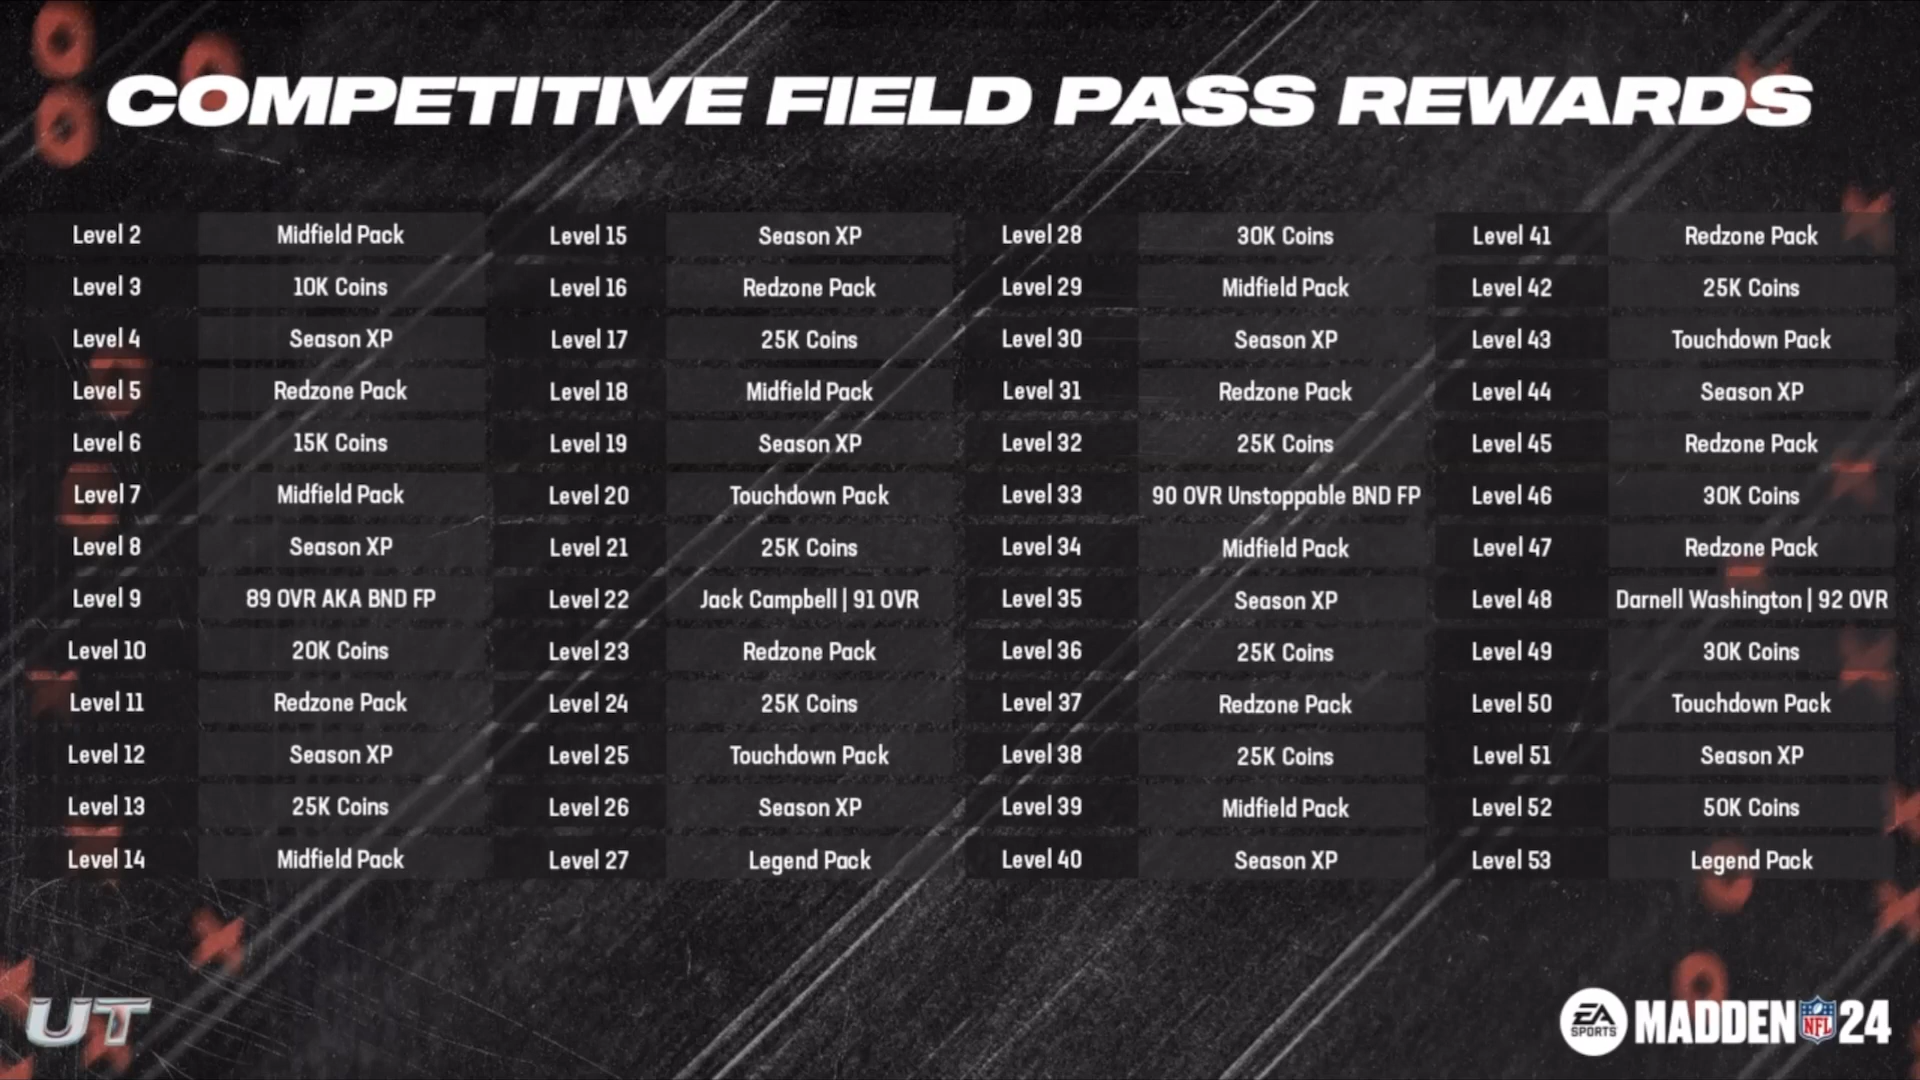 COMPETITIVE FIELD PASS REWARDS
Level 2 Midfield Pack
Level 3 10K Coins
Level 4 Season XP
Level 5 Redzone Pack
Level 6 15K Coins
Level 7 Midfield Pack
Level 8 Season XP
Level 9 89 OVR AKA BND FP
Level 10 20K Coins
Level 11 Redzone Pack
Level 12 Season XP
Level 13 25K Coins
Level 14 Midfield Pack
Level 15 Season XP
Level 16 Redzone Pack
Level 17 25K Coins
Level 18 Midfield Pack
Level 19 Season XP
Level 20 Touchdown Pack
Level 21 25K Coins
Level 22 Jack Campbell | 91 OVR
Level 23 Redzone Pack
Level 24 25K Coins
Level 25 Touchdown Pack
Level 26 Season XP
Level 27 Legend Pack
Level 28 30K Coins
Level 29 Midfield Pack
Level 30 Season XP
Level 31 Redzone Pack
Level 32 25K Coins
Level 33 90 OVR Unstoppable BND FP
Level 34 Midfield Pack
Level 35 Season XP
Level 36 25K Coins
Level 37 Redzone Pack
Level 38 25K Coins
Level 39 Midfield Pack
Level 40 Season XP
Level 41 Redzone Pack
Level 42 25K Coins
Level 43 Touchdown Pack
Level 44 Season XP
Level 45 Redzone Pack
Level 46 30K Coins
Level 47 Redzone Pack
Level 48 Darnell Washington | 92 OVR
Level 49 30K Coins
Level 50 Touchdown Pack
Level 51 Season XP
Level 52 50K Coins
Level 53 Legend Pack
UT
EA SPORTS MADDEN NFL 24